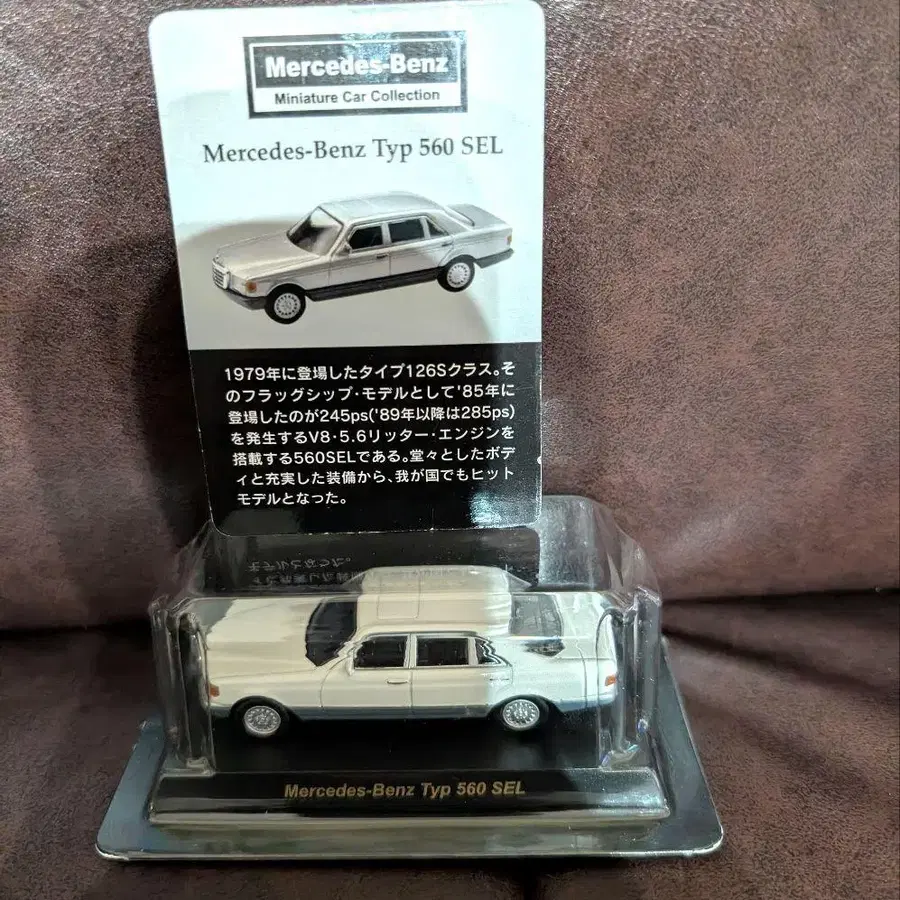 Mercedes-Benz
Miniature Car Collection
Mercedes-Benz Typ 560 SEL
1979年に登場したタイプ126Sクラス。そ
のフラッグシップ・モデルとして'85年に
登場したのが245ps('89年以降は285ps)
を発生するV8・5.6リッター・エンジンを
搭載する560SELである。堂々としたボデ
ィと充実した装備から、我が国でもヒット
モデルとなった。
モデルとなった。
Mercedes-Benz Typ 560 SEL